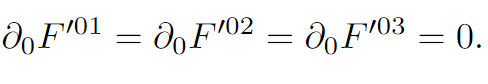 ∂₀F′⁰¹ = ∂₀F′⁰² = ∂₀F′⁰³ = 0.